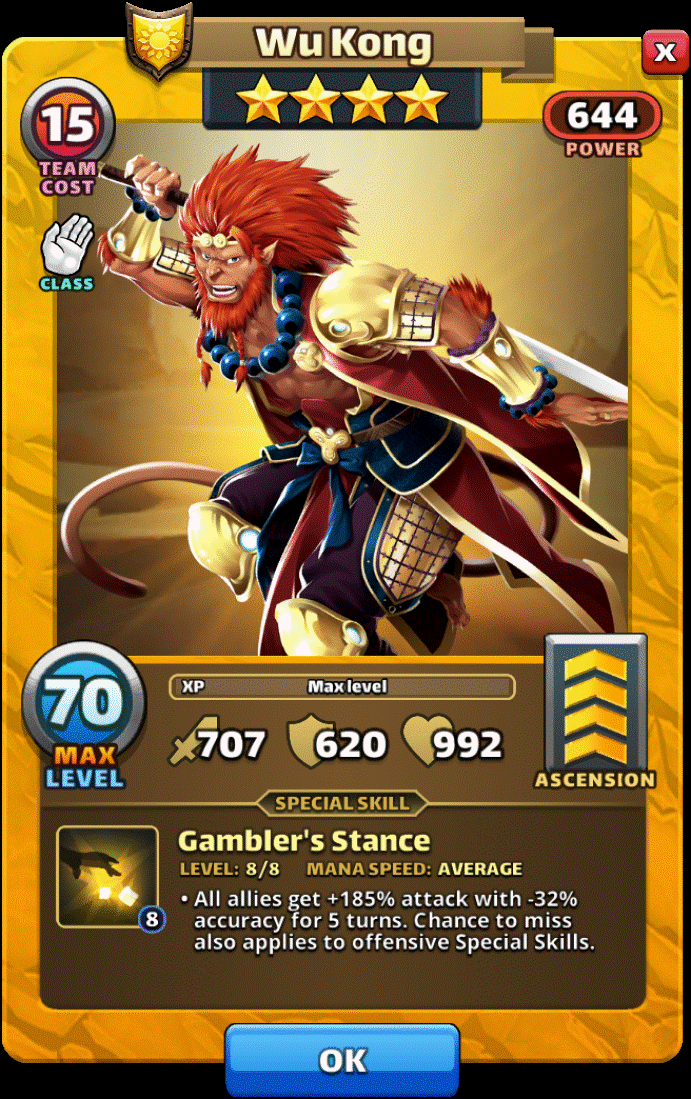 Wu Kong
X
15
TEAM
COST
644
POWER
CLASS
70
MAX
LEVEL
XP Max level
707 620 992
ASCENSION
SPECIAL SKILL
Gambler's Stance
LEVEL: 8/8 MANA SPEED: AVERAGE
8
• All allies get +185% attack with -32%
accuracy for 5 turns. Chance to miss
also applies to offensive Special Skills.
OK